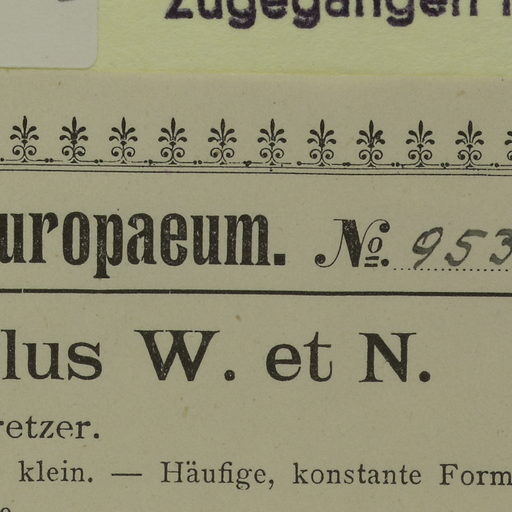 zugegangen
uropaeum. No. 953
lus W. et N.
retzer.
klein. — Häufige, konstante Form